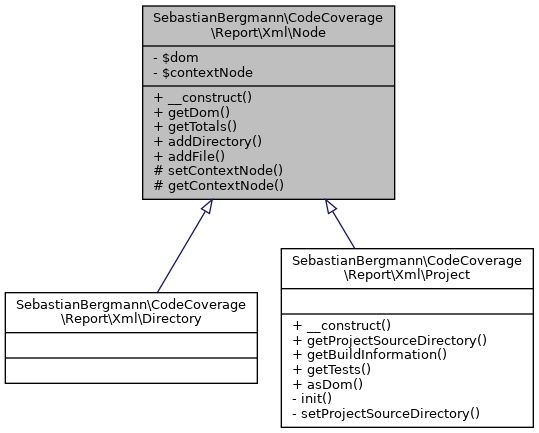 SebastianBergmann\CodeCoverage
\Report\Xml\Node
- $dom
- $contextNode
+ __construct()
+ getDom()
+ getTotals()
+ addDirectory()
+ addFile()
# setContextNode()
# getContextNode()
SebastianBergmann\CodeCoverage
\Report\Xml\Directory
SebastianBergmann\CodeCoverage
\Report\Xml\Project
+ __construct()
+ getProjectSourceDirectory()
+ getBuildInformation()
+ getTests()
+ asDom()
- init()
- setProjectSourceDirectory()